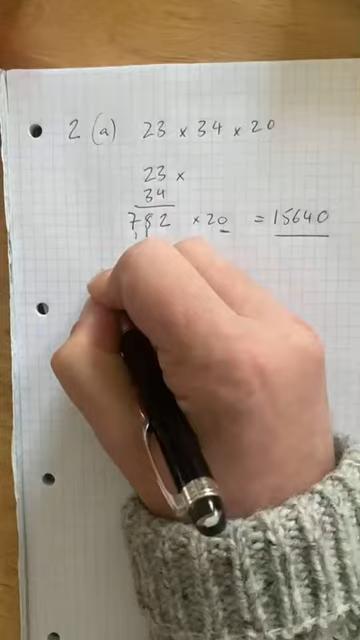 2 (a) 23 × 34 × 20
23 ×
34
782 × 20 = 15640